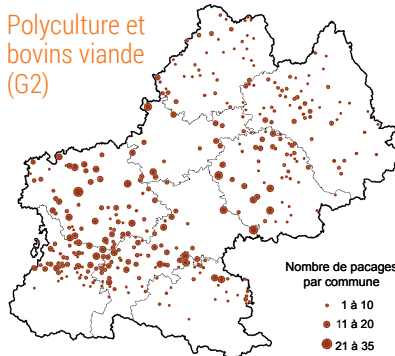 Polyculture et
bovins viande
(G2)
Nombre de pacages
par commune
1 à 10
11 à 20
21 à 35